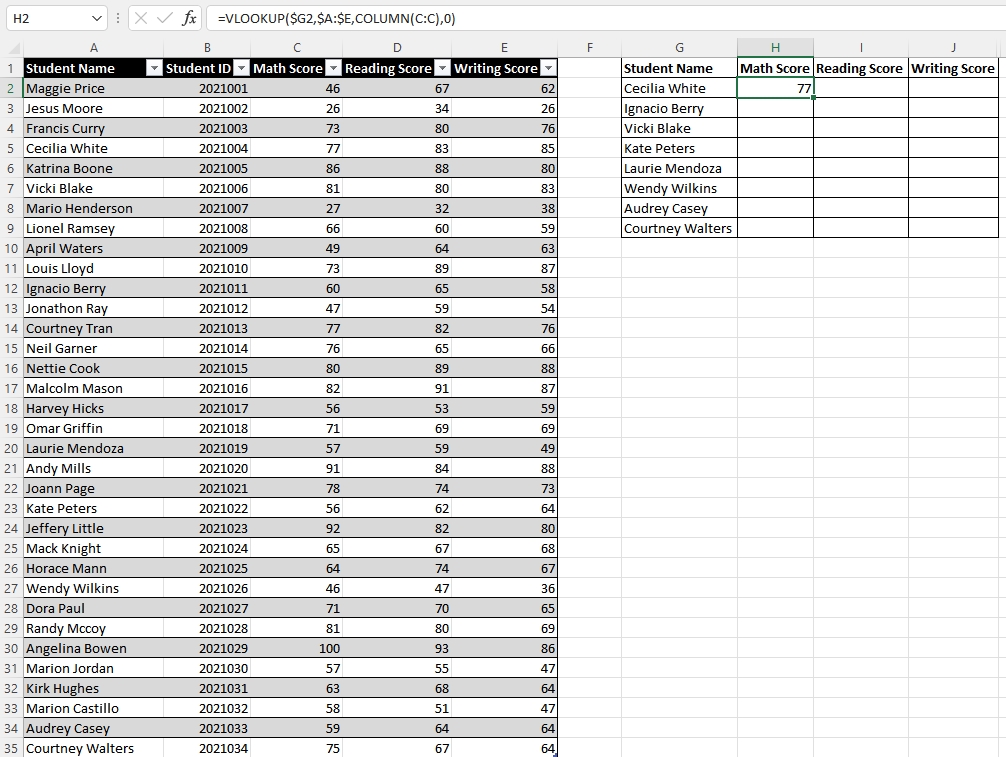 H2 fx =VLOOKUP($G2,$A:$E,COLUMN(C:C),0)
A B C D E F G H I J
1 Student Name Student ID Math Score Reading Score Writing Score Student Name Math Score Reading Score Writing Score
2 Maggie Price 2021001 46 67 62 Cecilia White 77
3 Jesus Moore 2021002 26 34 26 Ignacio Berry
4 Francis Curry 2021003 73 80 76 Vicki Blake
5 Cecilia White 2021004 77 83 85 Kate Peters
6 Katrina Boone 2021005 86 88 80 Laurie Mendoza
7 Vicki Blake 2021006 81 80 83 Wendy Wilkins
8 Mario Henderson 2021007 27 32 38 Audrey Casey
9 Lionel Ramsey 2021008 66 60 59 Courtney Walters
10 April Waters 2021009 49 64 63
11 Louis Lloyd 2021010 73 89 87
12 Ignacio Berry 2021011 60 65 58
13 Jonathon Ray 2021012 47 59 54
14 Courtney Tran 2021013 77 82 76
15 Neil Garner 2021014 76 65 66
16 Nettie Cook 2021015 80 89 88
17 Malcolm Mason 2021016 82 91 87
18 Harvey Hicks 2021017 56 53 59
19 Omar Griffin 2021018 71 69 69
20 Laurie Mendoza 2021019 57 59 49
21 Andy Mills 2021020 91 84 88
22 Joann Page 2021021 78 74 73
23 Kate Peters 2021022 56 62 64
24 Jeffery Little 2021023 92 82 80
25 Mack Knight 2021024 65 67 68
26 Horace Mann 2021025 64 74 67
27 Wendy Wilkins 2021026 46 47 36
28 Dora Paul 2021027 71 70 65
29 Randy Mccoy 2021028 81 80 69
30 Angelina Bowen 2021029 100 93 86
31 Marion Jordan 2021030 57 55 47
32 Kirk Hughes 2021031 63 68 64
33 Marion Castillo 2021032 58 51 47
34 Audrey Casey 2021033 59 64 64
35 Courtney Walters 2021034 75 67 64